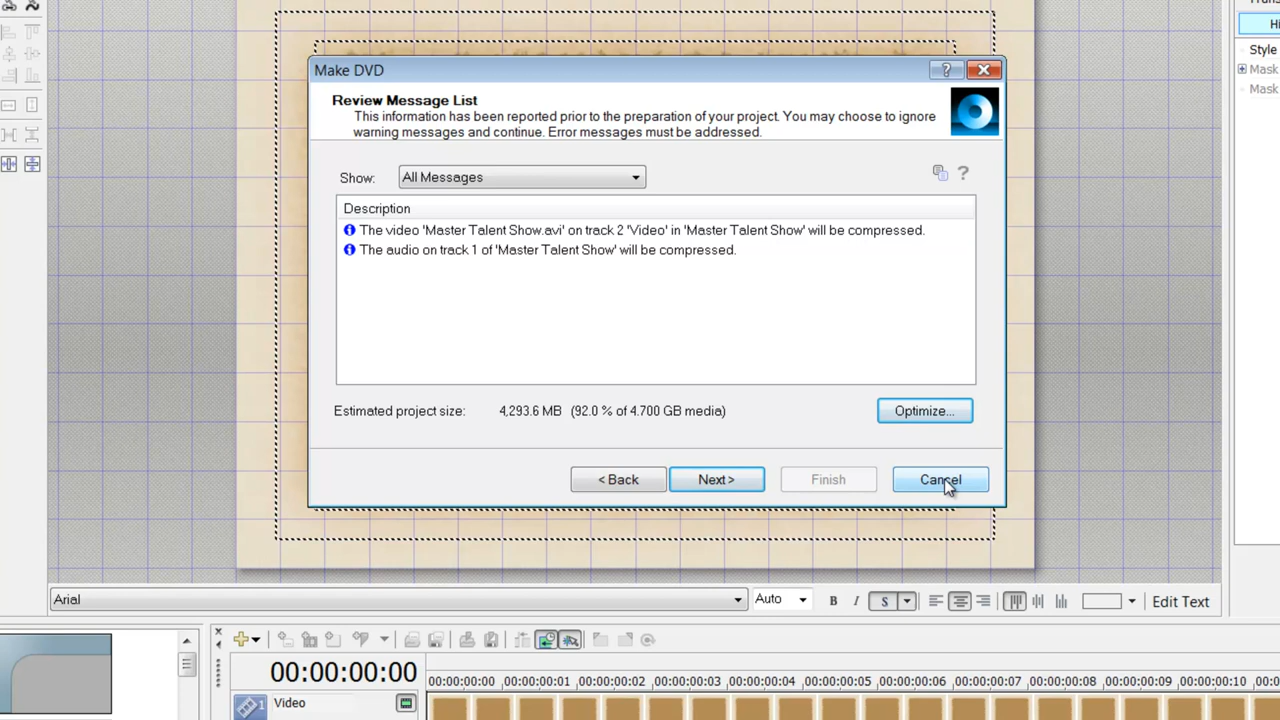 Hi
Style
Mask
Mask
Make DVD
?
Review Message List
This information has been reported prior to the preparation of your project. You may choose to ignore
warning messages and continue. Error messages must be addressed.
Show:
All Messages
?
Description
The video 'Master Talent Show.avi' on track 2 'Video' in 'Master Talent Show' will be compressed.
The audio on track 1 of 'Master Talent Show' will be compressed.
Estimated project size:
4,293.6 MB (92.0 % of 4.700 GB media)
Optimize...
< Back
Next >
Finish
Cancel
Arial
Auto
B
I
S
Edit Text
00:00:00:00
00:00:00:00
00:00:00:01
00:00:00:02
00:00:00:03
00:00:00:04
00:00:00:05
00:00:00:06
00:00:00:07
00:00:00:08
00:00:00:09
00:00:00:10
00:0
1
Video